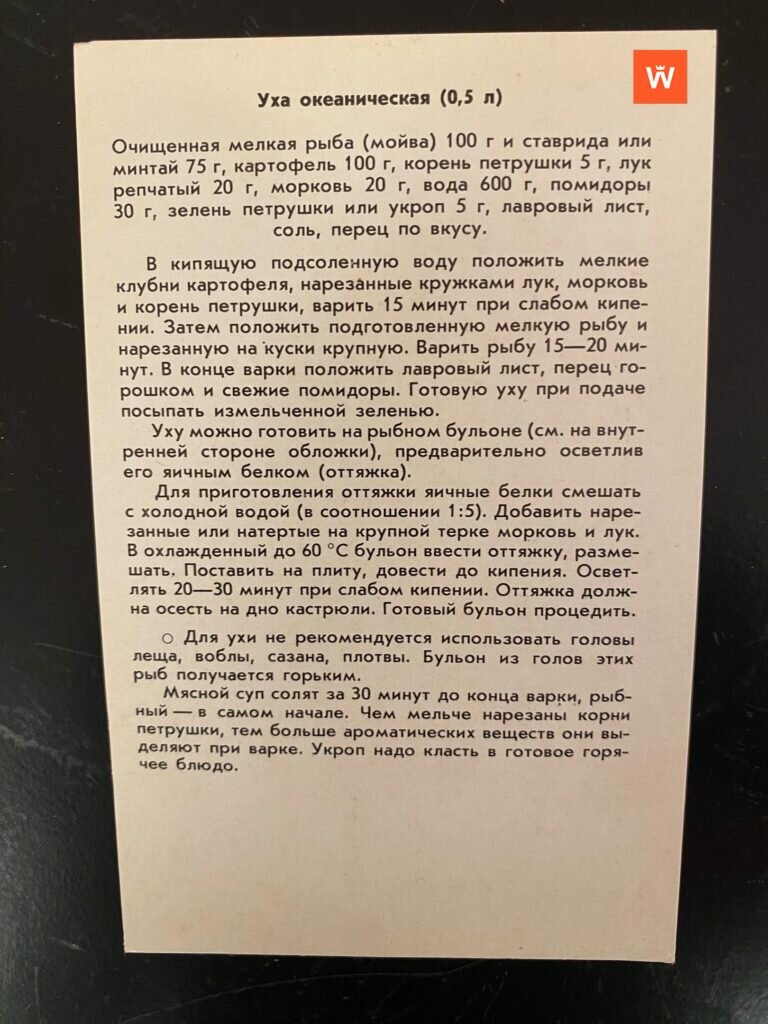 W
Уха океаническая (0,5 л)
Очищенная мелкая рыба (мойва) 100 г и ставрида или
минтай 75 г, картофель 100 г, корень петрушки 5 г, лук
репчатый 20 г, морковь 20 г, вода 600 г, помидоры
30 г, зелень петрушки или укроп 5 г, лавровый лист,
соль, перец по вкусу.
В кипящую подсоленную воду положить мелкие
клубни картофеля, нарезанные кружками лук, морковь
и корень петрушки, варить 15 минут при слабом кипе-
нии. Затем положить подготовленную мелкую рыбу и
нарезанную на куски крупную. Варить рыбу 15—20 ми-
нут. В конце варки положить лавровый лист, перец го-
рошком и свежие помидоры. Готовую уху при подаче
посыпать измельченной зеленью.
Уху можно готовить на рыбном бульоне (см. на внут-
ренней стороне обложки), предварительно осветлив
его яичным белком (оттяжка).
Для приготовления оттяжки яичные белки смешать
с холодной водой (в соотношении 1:5). Добавить наре-
занные или натертые на крупной терке морковь и лук.
В охлажденный до 60 °С бульон ввести оттяжку, разме-
шать. Поставить на плиту, довести до кипения. Освет-
лять 20—30 минут при слабом кипении. Оттяжка долж-
на осесть на дно кастрюли. Готовый бульон процедить.
○ Для ухи не рекомендуется использовать головы
леща, воблы, сазана, плотвы. Бульон из голов этих
рыб получается горьким.
Мясной суп солят за 30 минут до конца варки, рыб-
ный — в самом начале. Чем мельче нарезаны корни
петрушки, тем больше ароматических веществ они вы-
деляют при варке. Укроп надо класть в готовое горя-
чее блюдо.